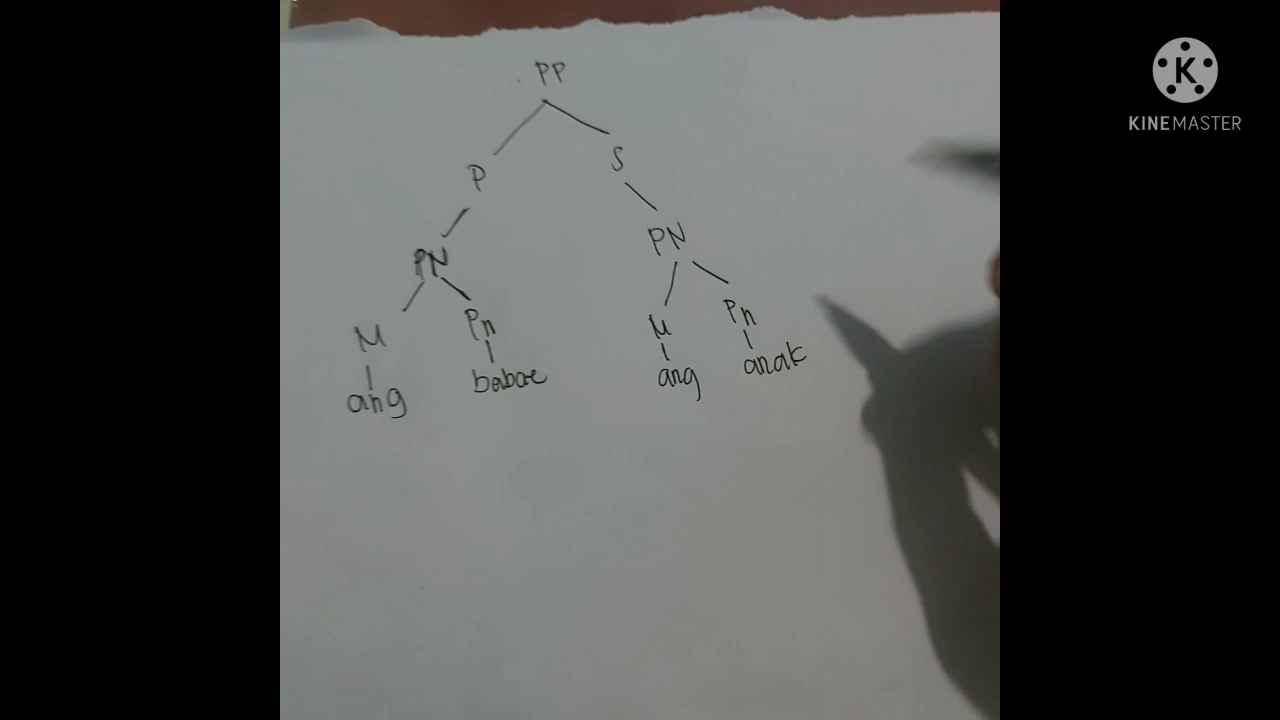 PP
P S
PN PN
M Pn M Pn
ang babae ang anak
K
KINEMASTER